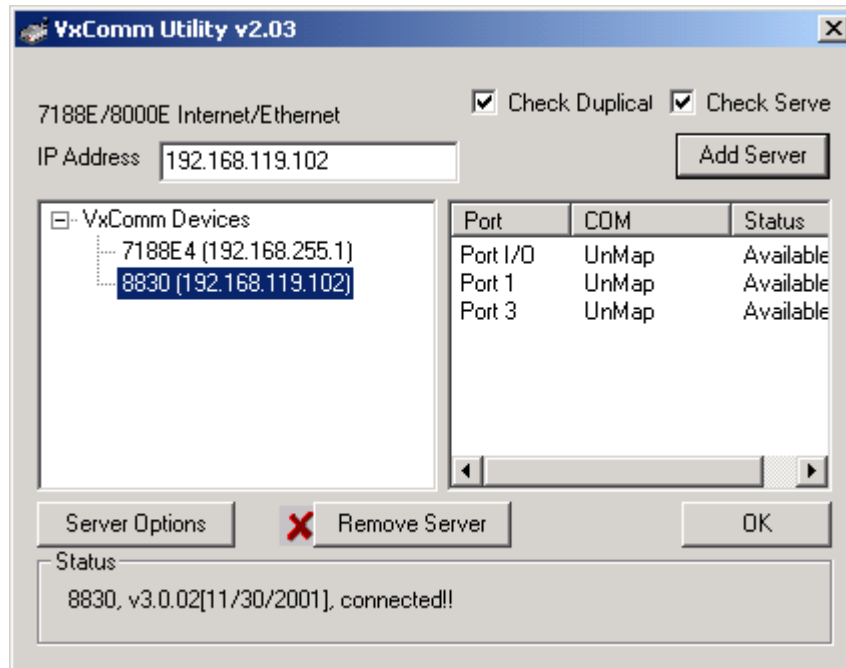 VxComm Utility v2.03
7188E/8000E Internet/Ethernet
Check Duplical
Check Serve
IP Address
192.168.119.102
Add Server
VxComm Devices
7188E4 (192.168.255.1)
8830 (192.168.119.102)
Port COM Status
Port I/O UnMap Available
Port 1 UnMap Available
Port 3 UnMap Available
Server Options
Remove Server
OK
Status
8830, v3.0.02[11/30/2001], connected!!